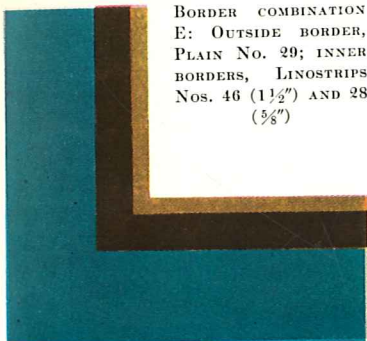 Border combination
E: Outside border,
Plain No. 29; inner
borders, Linostrips
Nos. 46 (1½″) and 28
(⅝″)